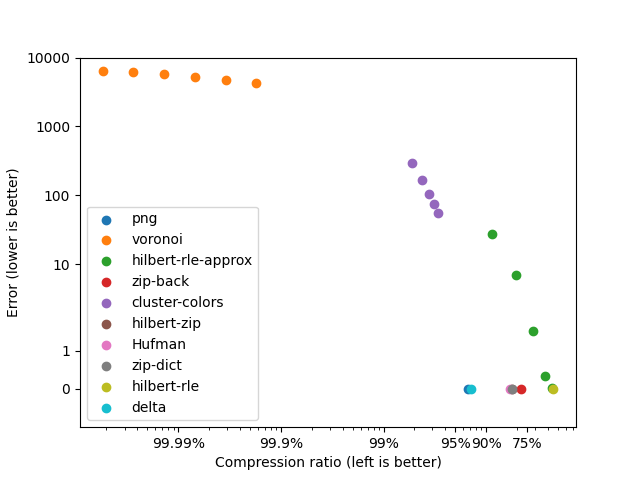 10000
1000
100
10
1
0
Error (lower is better)
png
voronoi
hilbert-rle-approx
zip-back
cluster-colors
hilbert-zip
Hufman
zip-dict
hilbert-rle
delta
99.99% 99.9% 99% 95% 90% 75%
Compression ratio (left is better)